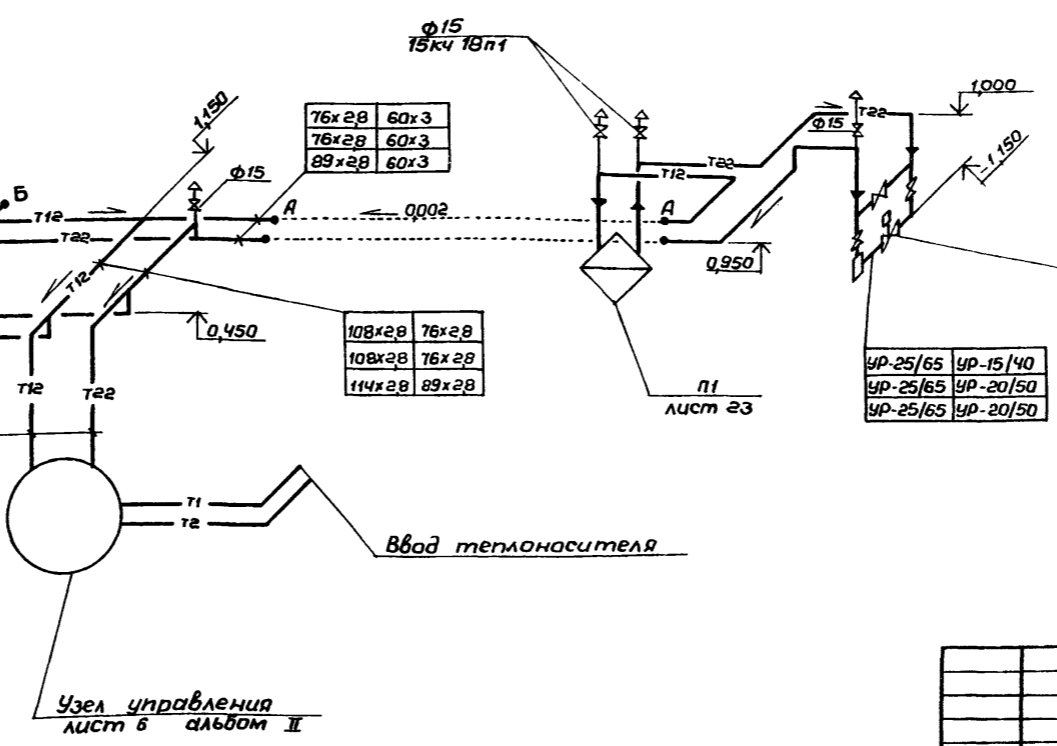 ф15
15кч 18п1
1,150
76х2,8 60х3
76х2,8 60х3
89х2,8 60х3
ф15
Б
Т12
Т22
А
0,002
А
Т22
Т12
Т22
ф15
1,000
-1,150
0,950
Т12
0,450
108х2,8 76х2,8
108х2,8 76х2,8
114х2,8 89х2,8
П1
лист 23
УР-25/65 УР-15/40
УР-25/65 УР-20/50
УР-25/65 УР-20/50
Т12
Т22
Т1
Т2
Ввод теплоносителя
Узел управления
лист 6 альбом II